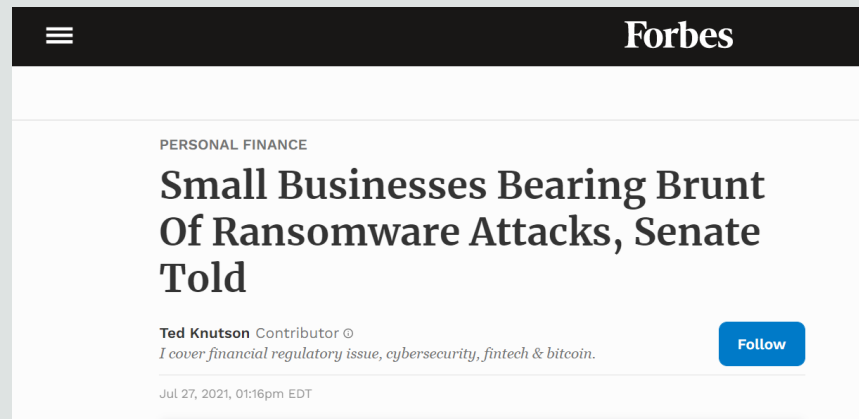 Forbes
PERSONAL FINANCE
Small Businesses Bearing Brunt
Of Ransomware Attacks, Senate
Told
Ted Knutson Contributor
I cover financial regulatory issue, cybersecurity, fintech & bitcoin.
Follow
Jul 27, 2021, 01:16pm EDT